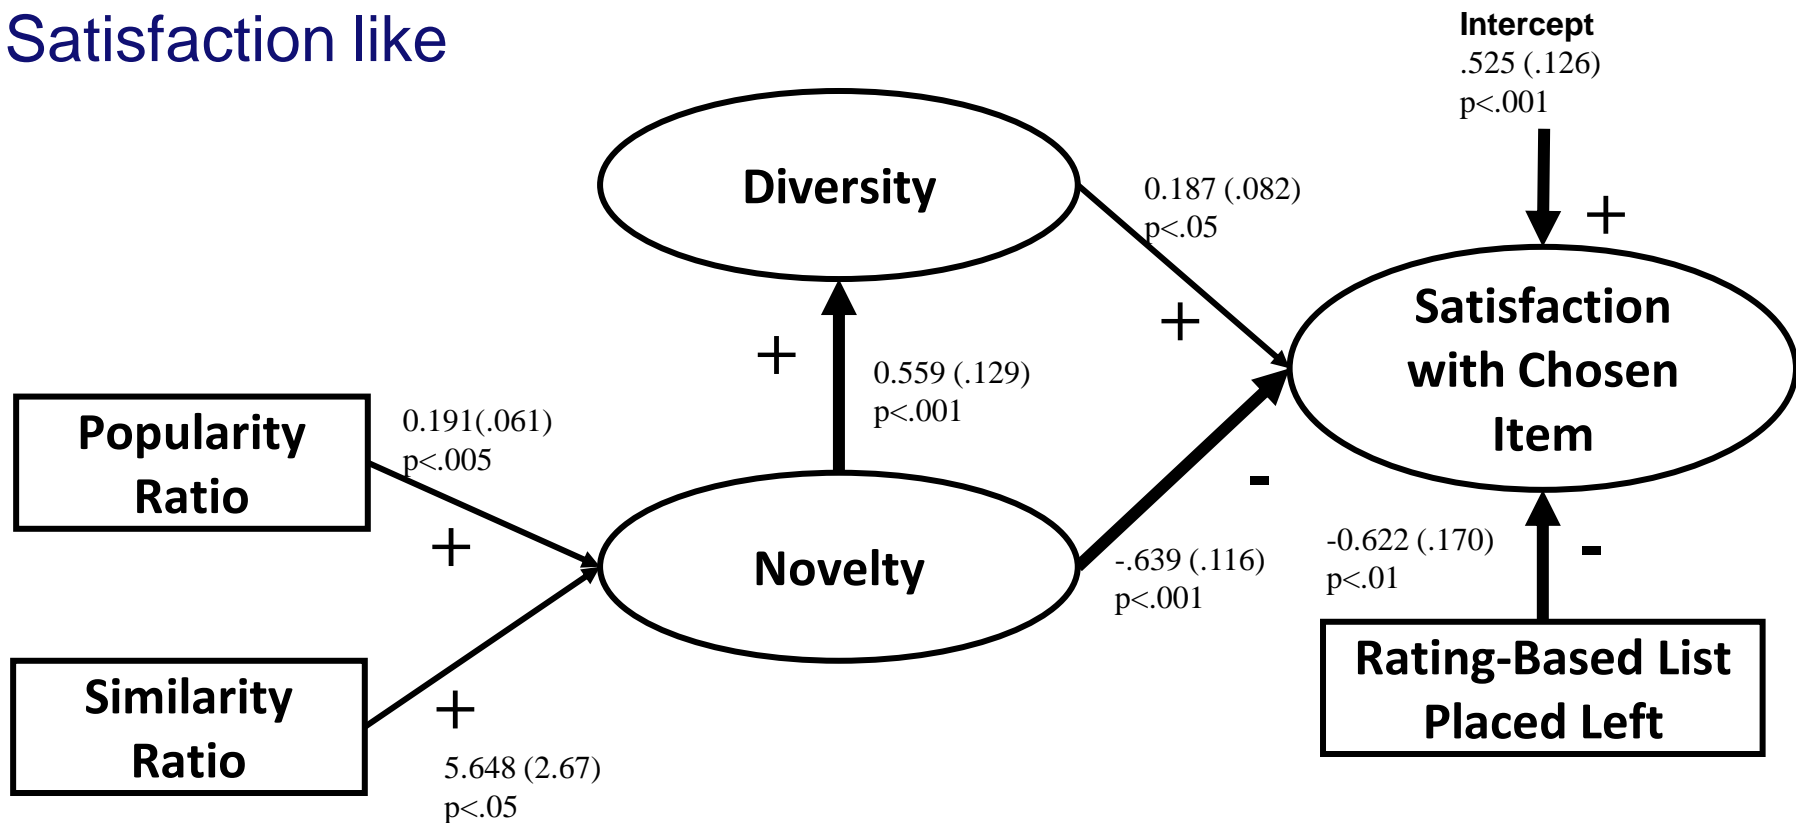 Satisfaction like
Intercept
.525 (.126)
p<.001
+
Diversity
0.187 (.082)
p<.05
+
Satisfaction
with Chosen
Item
+
0.559 (.129)
p<.001
Popularity
Ratio
0.191(.061)
p<.005
+
Novelty
-
-.639 (.116)
p<.001
-0.622 (.170)
p<.01
-
Rating-Based List
Placed Left
Similarity
Ratio
+
5.648 (2.67)
p<.05